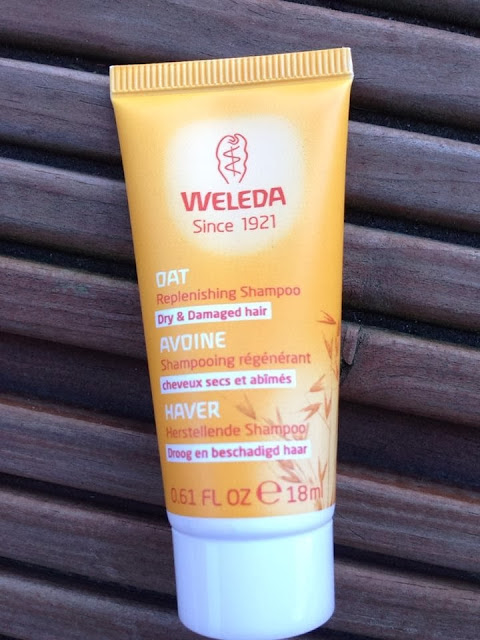 WELEDA
Since 1921
OAT
Replenishing Shampoo
Dry & Damaged hair
AVOINE
Shampooing régénérant
cheveux secs et abîmés
HAVER
Herstellende Shampoo
Droog en beschadigd haar
0.61 FL OZ ℮ 18m